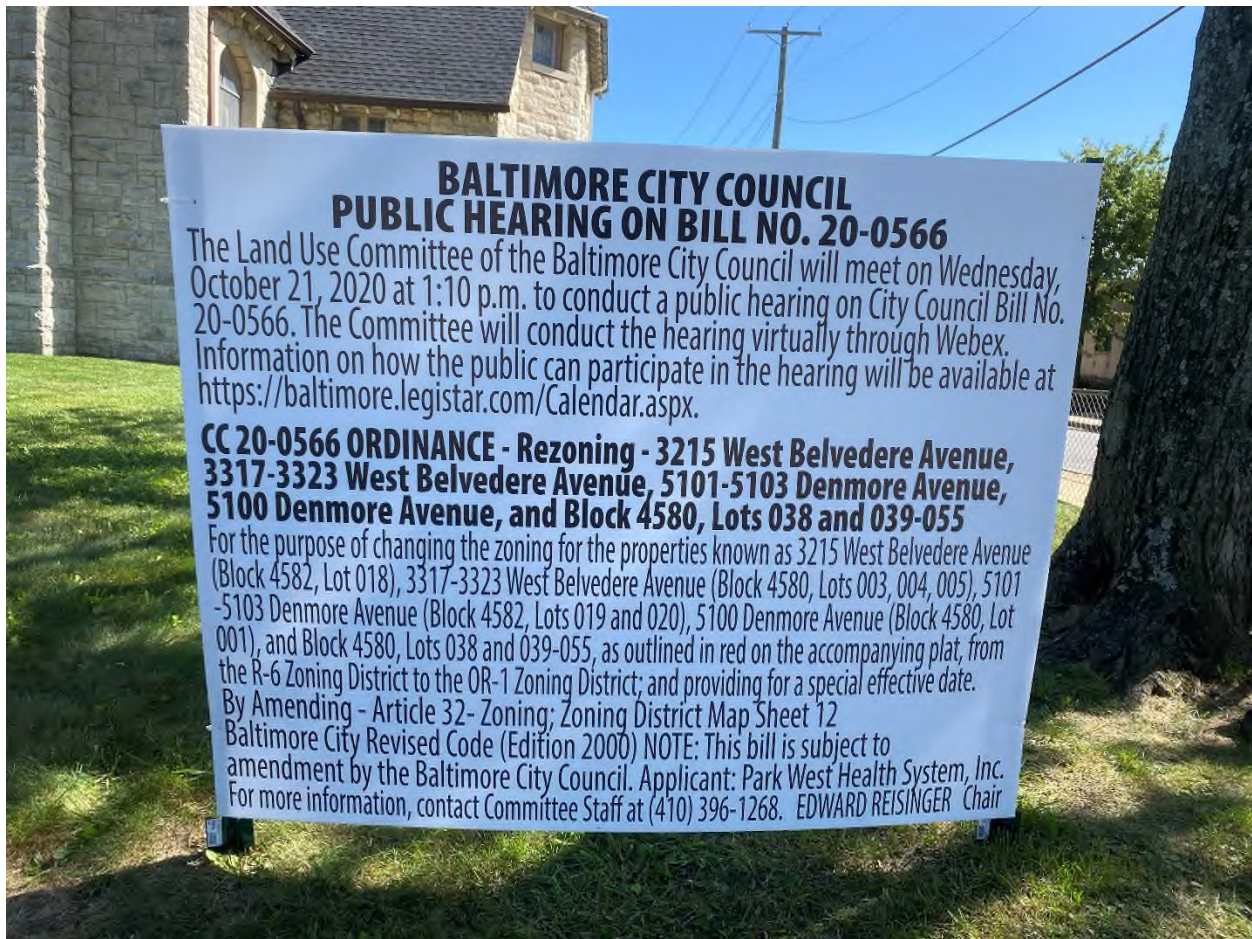 BALTIMORE CITY COUNCIL
PUBLIC HEARING ON BILL NO. 20-0566
The Land Use Committee of the Baltimore City Council will meet on Wednesday,
October 21, 2020 at 1:10 p.m. to conduct a public hearing on City Council Bill No.
20-0566. The Committee will conduct the hearing virtually through Webex.
Information on how the public can participate in the hearing will be available at
https://baltimore.legistar.com/Calendar.aspx.
CC 20-0566 ORDINANCE - Rezoning - 3215 West Belvedere Avenue,
3317-3323 West Belvedere Avenue, 5101-5103 Denmore Avenue,
5100 Denmore Avenue, and Block 4580, Lots 038 and 039-055
For the purpose of changing the zoning for the properties known as 3215 West Belvedere Avenue
(Block 4582, Lot 018), 3317-3323 West Belvedere Avenue (Block 4580, Lots 003, 004, 005), 5101
-5103 Denmore Avenue (Block 4582, Lots 019 and 020), 5100 Denmore Avenue (Block 4580, Lot
001), and Block 4580, Lots 038 and 039-055, as outlined in red on the accompanying plat, from
the R-6 Zoning District to the OR-1 Zoning District; and providing for a special effective date.
By Amending - Article 32- Zoning; Zoning District Map Sheet 12
Baltimore City Revised Code (Edition 2000) NOTE: This bill is subject to
amendment by the Baltimore City Council. Applicant: Park West Health System, Inc.
For more information, contact Committee Staff at (410) 396-1268. EDWARD REISINGER Chair